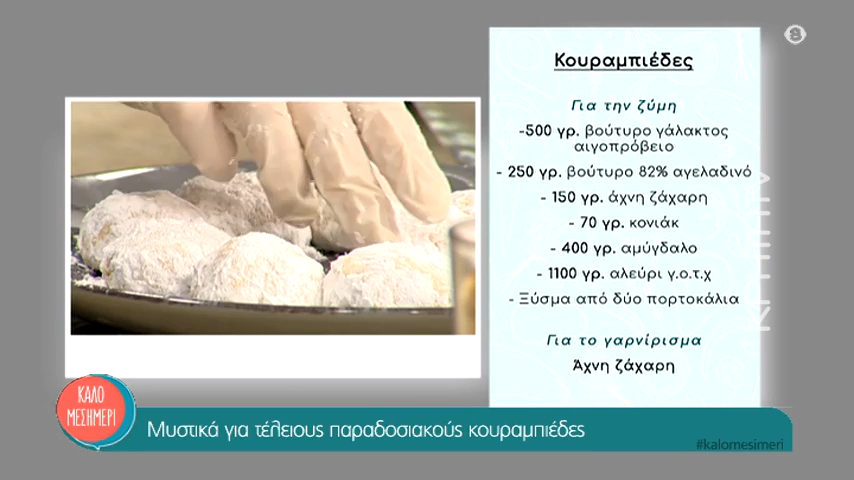 Κουραμπιέδες
Για την ζύμη
-500 γρ. βούτυρο γάλακτος
αιγοπρόβειο
- 250 γρ. βούτυρο 82% αγελαδινό
- 150 γρ. άχνη ζάχαρη
- 70 γρ. κονιάκ
- 400 γρ. αμύγδαλο
- 1100 γρ. αλεύρι γ.ο.τ.χ
- Ξύσμα από δύο πορτοκάλια
Για το γαρνίρισμα
Άχνη ζάχαρη
ΚΑΛΟ
ΜΕΣΗΜΕΡΙ
Μυστικά για τέλειους παραδοσιακούς κουραμπιέδες
#kalomesimeri